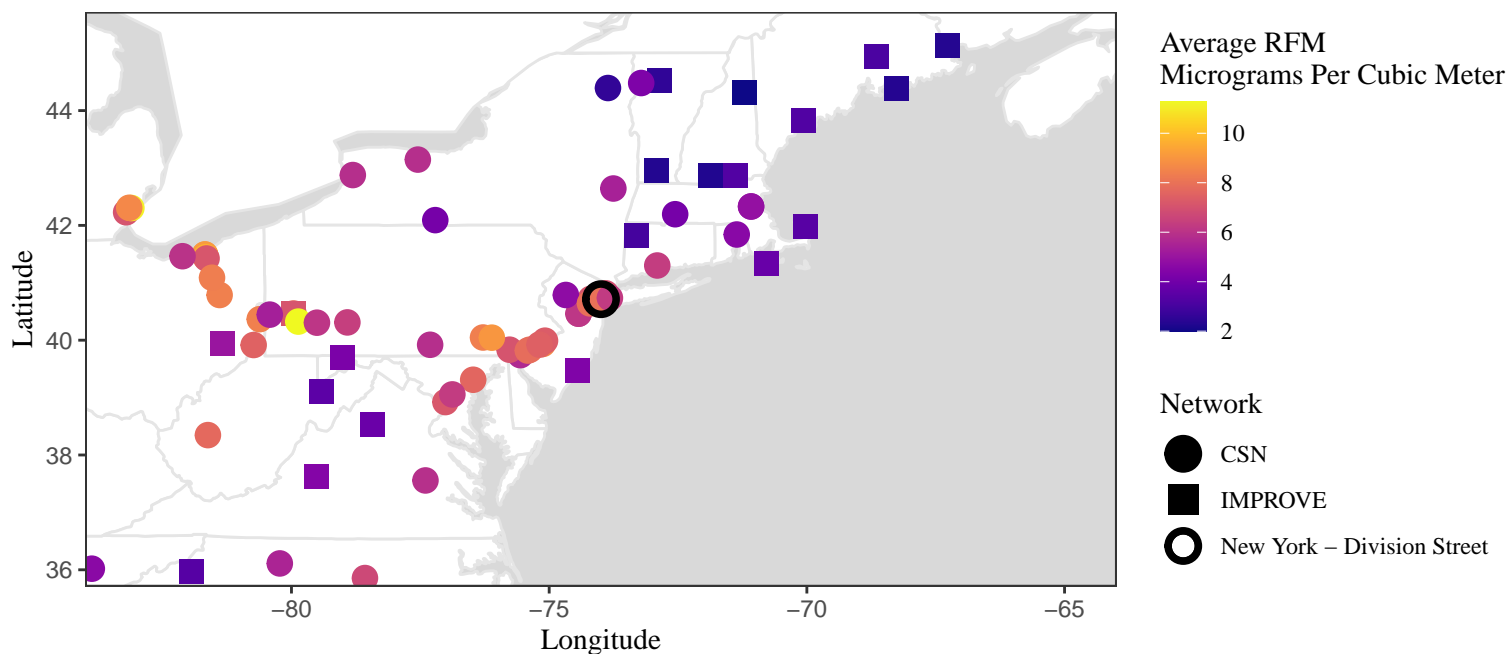 Average RFM
Micrograms Per Cubic Meter
10
8
6
4
2
Network
CSN
IMPROVE
New York – Division Street
Latitude
44
42
40
38
36
−80
−75
−70
−65
Longitude